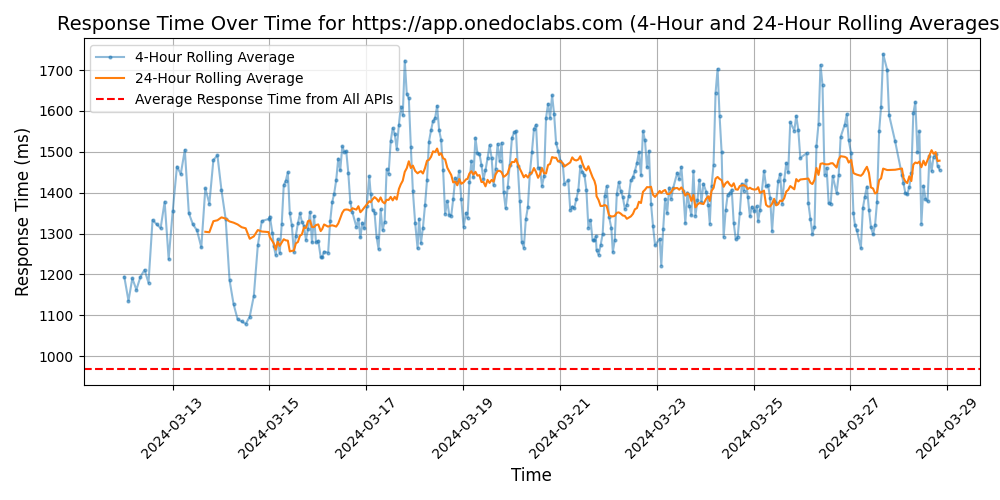 Response Time Over Time for https://app.onedoclabs.com (4-Hour and 24-Hour Rolling Averages
4-Hour Rolling Average
24-Hour Rolling Average
Average Response Time from All APIs
Response Time (ms)
1700
1600
1500
1400
1300
1200
1100
1000
2024-03-13
2024-03-15
2024-03-17
2024-03-19
2024-03-21
2024-03-23
2024-03-25
2024-03-27
2024-03-29
Time